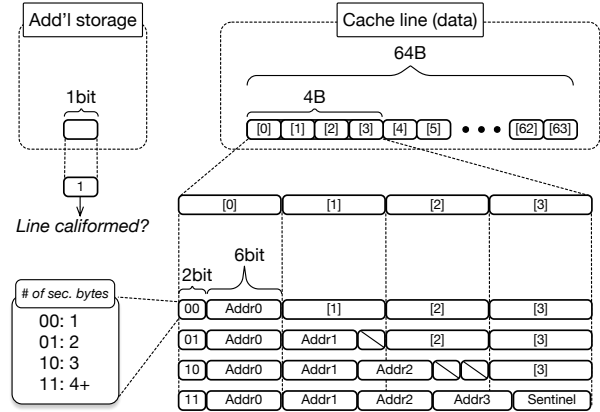 Add'l storage
Cache line (data)
64B
1bit
4B
[0] [1] [2] [3] [4] [5] • • • [62] [63]
1
Line califormed?
[0] [1] [2] [3]
2bit 6bit
# of sec. bytes
00: 1
01: 2
10: 3
11: 4+
00 Addr0 [1] [2] [3]
01 Addr0 Addr1 [2] [3]
10 Addr0 Addr1 Addr2 [3]
11 Addr0 Addr1 Addr2 Addr3 Sentinel